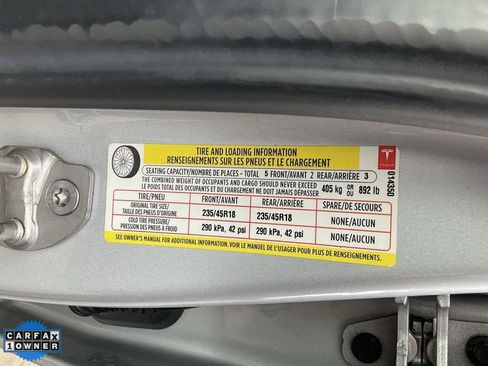 TIRE AND LOADING INFORMATION
RENSEIGNEMENTS SUR LES PNEUS ET LE CHARGEMENT
SEATING CAPACITY/NOMBRE DE PLACES - TOTAL 5 FRONT/AVANT 2 REAR/ARRIÈRE 3
THE COMBINED WEIGHT OF OCCUPANTS AND CARGO SHOULD NEVER EXCEED
LE POIDS TOTAL DES OCCUPANTS ET DU CHARGEMENT NE DOIT JAMAIS DÉPASSER
405 kg OR OU 892 lb
TIRE/PNEU FRONT/AVANT REAR/ARRIÈRE SPARE/DE SECOURS
ORIGINAL TIRE SIZE/
TAILLE DES PNEUS D'ORIGINE
235/45R18 235/45R18 NONE/AUCUN
COLD TIRE PRESSURE/
PRESSION DES PNEUS À FROID
290 kPa, 42 psi 290 kPa, 42 psi NONE/AUCUN
SEE OWNER'S MANUAL FOR ADDITIONAL INFORMATION. VOIR LE MANUEL DE L'USAGER POUR PLUS DE RENSEIGNEMENTS.
TESLA
014350
CARFAX
1 OWNER